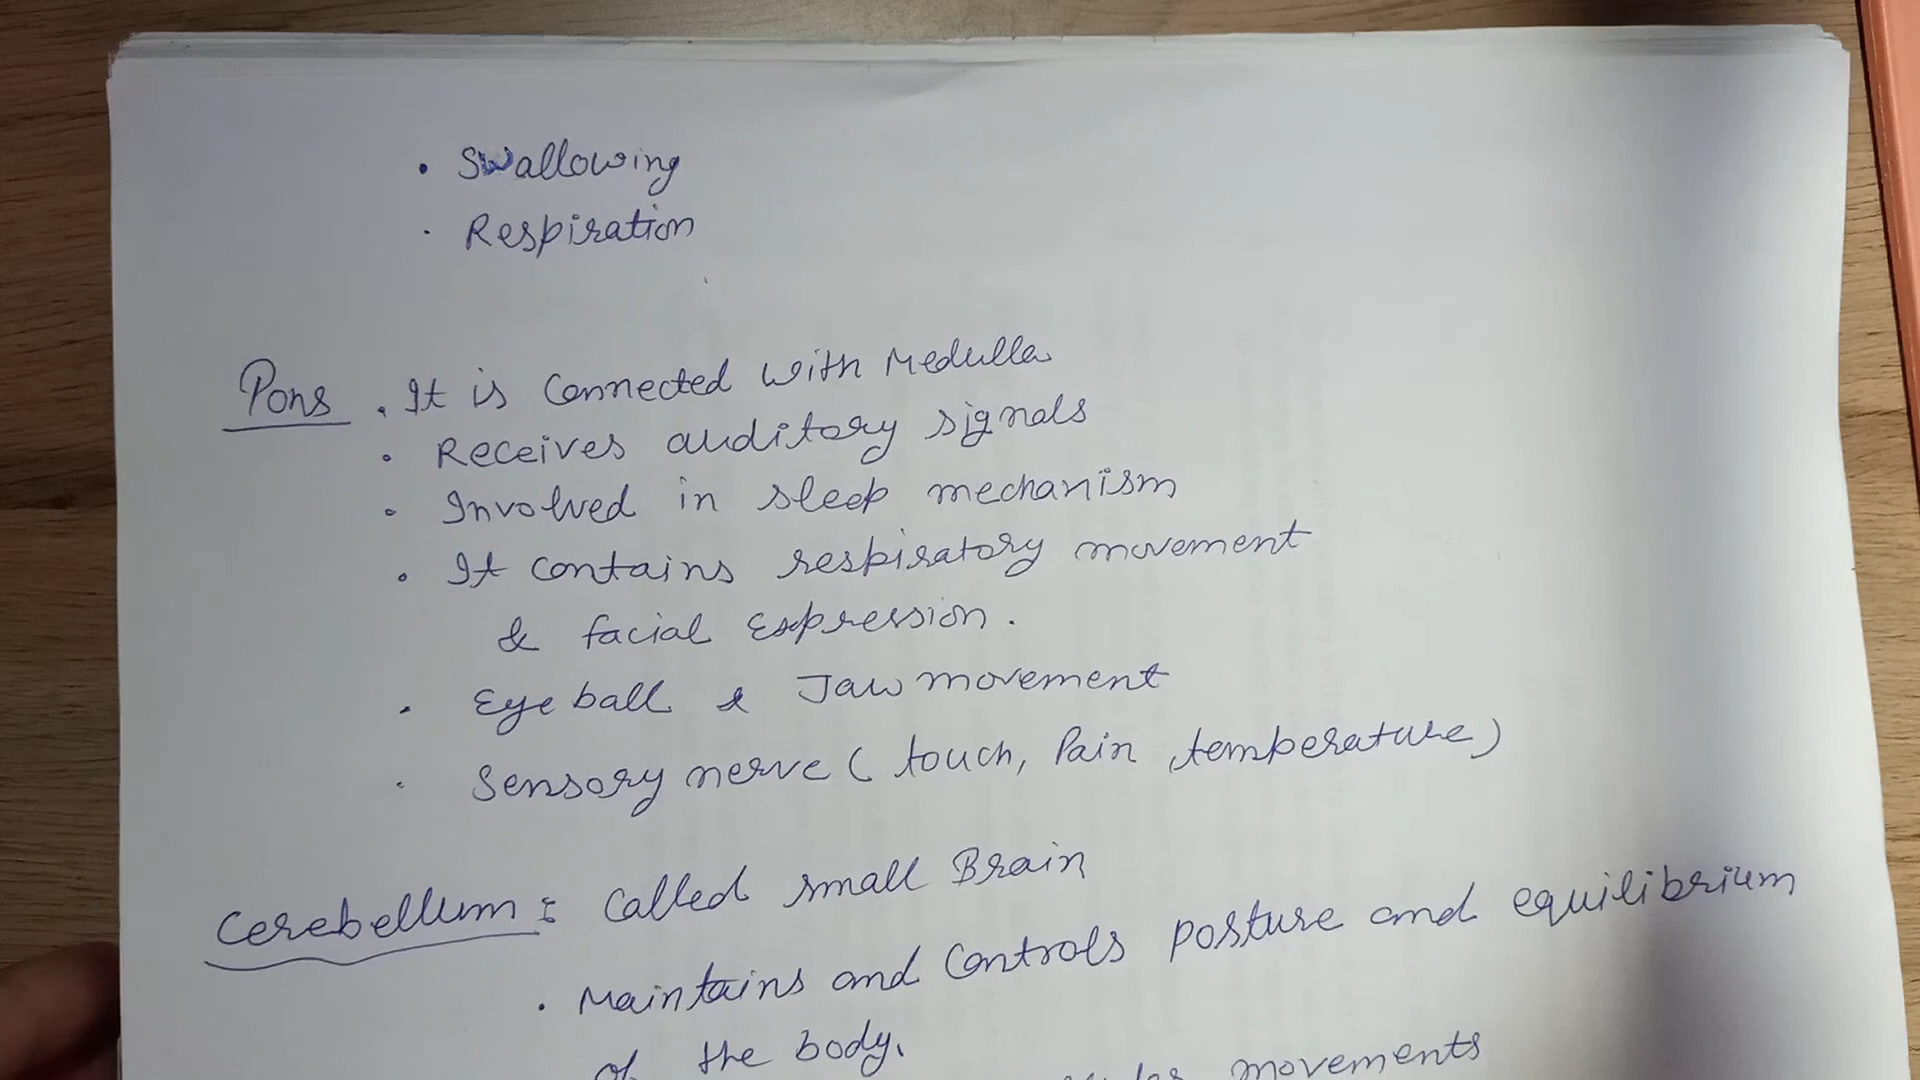 • Swallowing
• Respiration
Pons • It is Connected With Medulla
• Receives auditory signals
• Involved in sleep mechanism
• It contains respiratory movement
& facial Expression.
• Eye ball & Jaw movement
• Sensory nerve ( touch, Pain, temperature)
Cerebellum : Called small Brain
• Maintains and Controls Posture and equilibrium
of the body.
movements